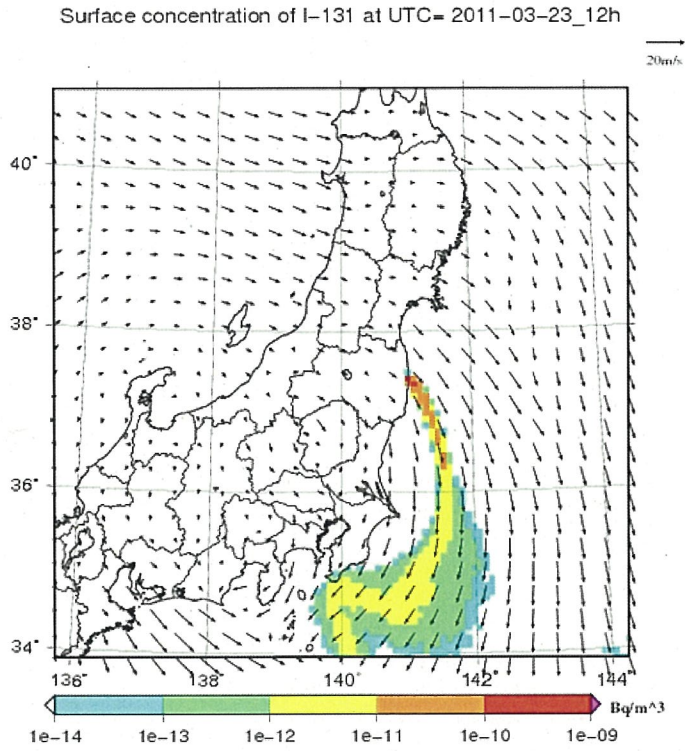 Surface concentration of I-131 at UTC= 2011-03-23_12h
20m/s
40°
38°
36°
34°
136° 138° 140° 142° 144°
Bq/m^3
1e-14 1e-13 1e-12 1e-11 1e-10 1e-09